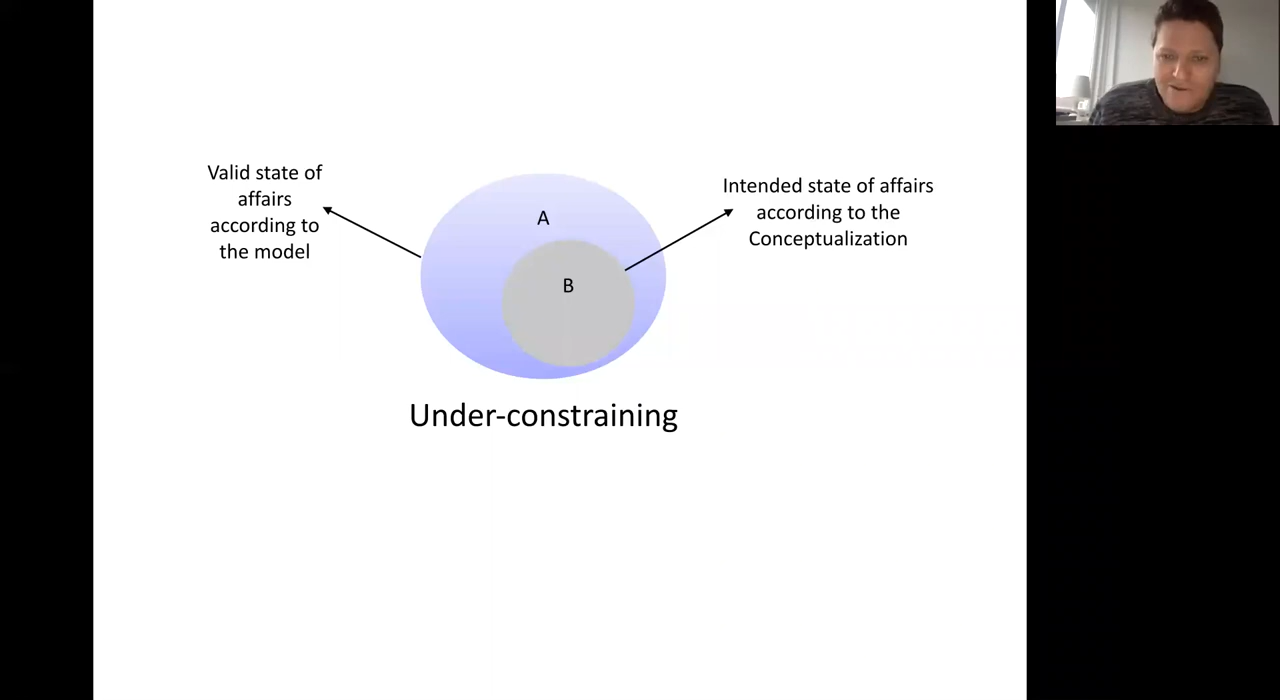 Valid state of
affairs
according to
the model
A
B
Intended state of affairs
according to the
Conceptualization
Under-constraining